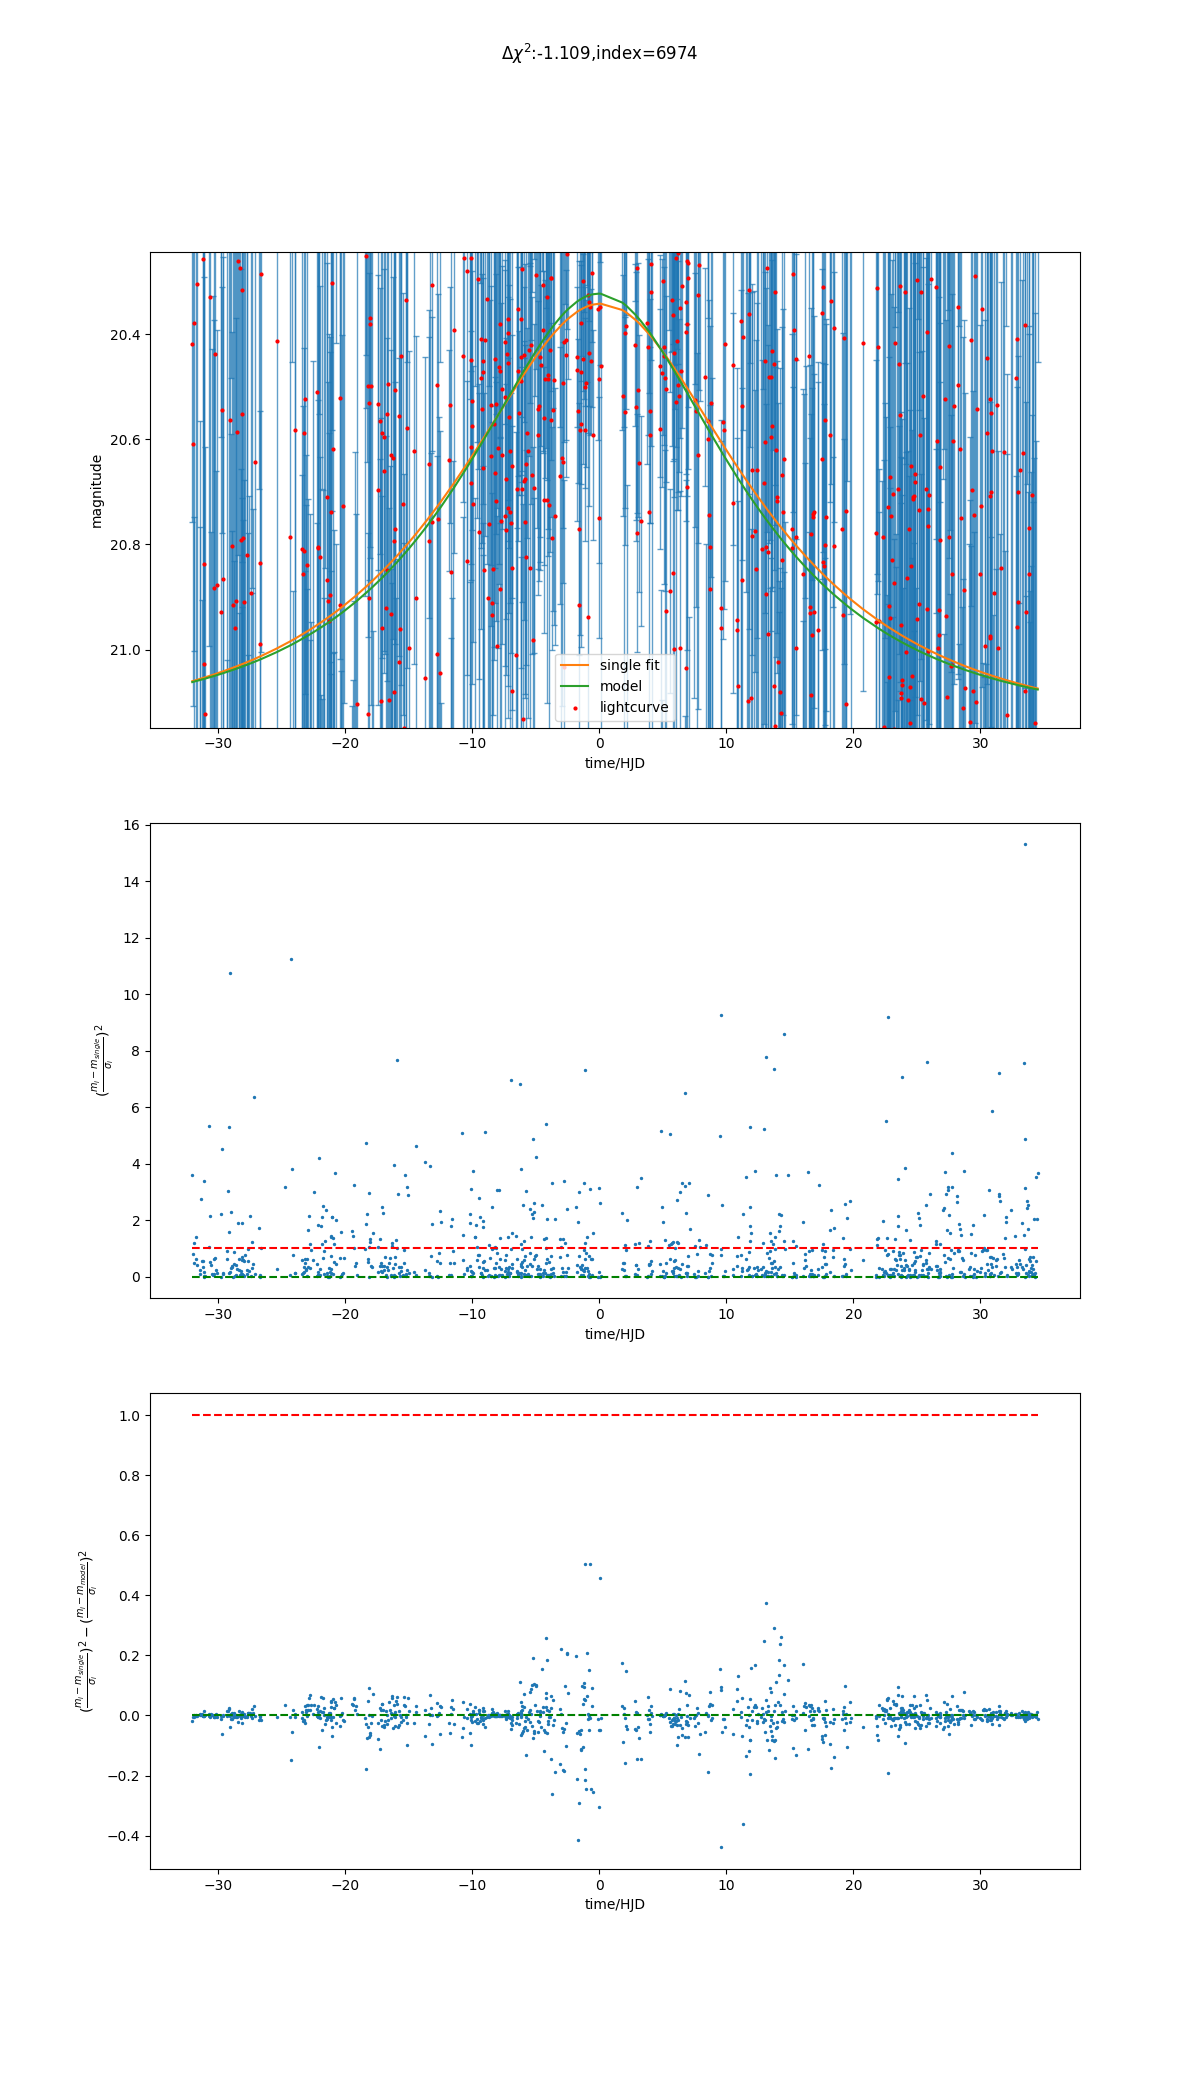 Δχ²:-1.109,index=6974
magnitude
20.4
20.6
20.8
21.0
single fit
model
lightcurve
−30 −20 −10 0 10 20 30
time/HJD
(m_i − m_single / σ_i)²
16
14
12
10
8
6
4
2
0
−30 −20 −10 0 10 20 30
time/HJD
(m_i − m_single / σ_i)² − (m_i − m_model / σ_i)²
1.0
0.8
0.6
0.4
0.2
0.0
−0.2
−0.4
−30 −20 −10 0 10 20 30
time/HJD